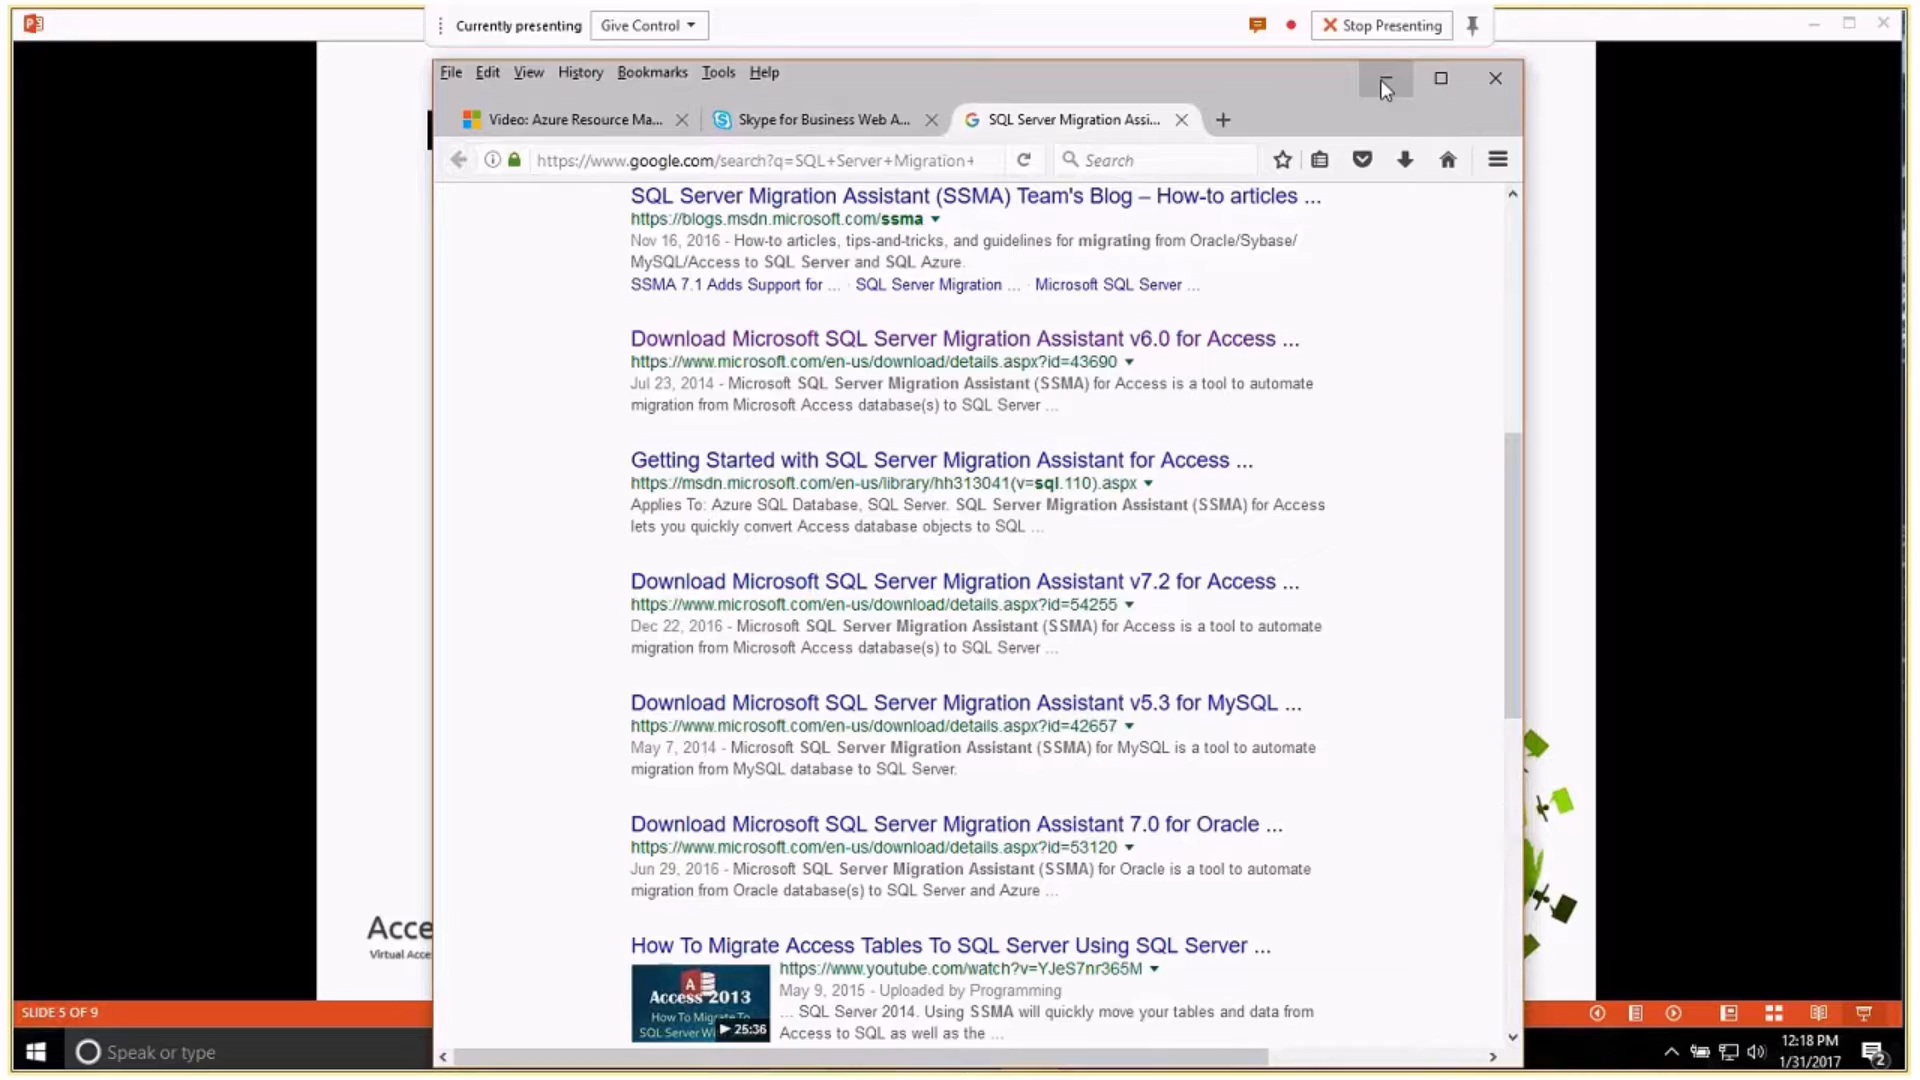 Currently presenting
Give Control
Stop Presenting
File Edit View History Bookmarks Tools Help
Video: Azure Resource Ma...
Skype for Business Web A...
SQL Server Migration Assi...
https://www.google.com/search?q=SQL+Server+Migration+
Search
SQL Server Migration Assistant (SSMA) Team's Blog – How-to articles ...
https://blogs.msdn.microsoft.com/ssma
Nov 16, 2016 - How-to articles, tips-and-tricks, and guidelines for migrating from Oracle/Sybase/
MySQL/Access to SQL Server and SQL Azure.
SSMA 7.1 Adds Support for ... · SQL Server Migration ... · Microsoft SQL Server ...
Download Microsoft SQL Server Migration Assistant v6.0 for Access ...
https://www.microsoft.com/en-us/download/details.aspx?id=43690
Jul 23, 2014 - Microsoft SQL Server Migration Assistant (SSMA) for Access is a tool to automate
migration from Microsoft Access database(s) to SQL Server ...
Getting Started with SQL Server Migration Assistant for Access ...
https://msdn.microsoft.com/en-us/library/hh313041(v=sql.110).aspx
Applies To: Azure SQL Database, SQL Server. SQL Server Migration Assistant (SSMA) for Access
lets you quickly convert Access database objects to SQL ...
Download Microsoft SQL Server Migration Assistant v7.2 for Access ...
https://www.microsoft.com/en-us/download/details.aspx?id=54255
Dec 22, 2016 - Microsoft SQL Server Migration Assistant (SSMA) for Access is a tool to automate
migration from Microsoft Access database(s) to SQL Server ...
Download Microsoft SQL Server Migration Assistant v5.3 for MySQL ...
https://www.microsoft.com/en-us/download/details.aspx?id=42657
May 7, 2014 - Microsoft SQL Server Migration Assistant (SSMA) for MySQL is a tool to automate
migration from MySQL database to SQL Server.
Download Microsoft SQL Server Migration Assistant 7.0 for Oracle ...
https://www.microsoft.com/en-us/download/details.aspx?id=53120
Jun 29, 2016 - Microsoft SQL Server Migration Assistant (SSMA) for Oracle is a tool to automate
migration from Oracle database(s) to SQL Server and Azure ...
How To Migrate Access Tables To SQL Server Using SQL Server ...
https://www.youtube.com/watch?v=YJeS7nr365M
May 9, 2015 - Uploaded by Programming
... SQL Server 2014. Using SSMA will quickly move your tables and data from
Access to SQL as well as the ...
A
Access 2013
How To Migrate To
SQL Server Wi
25:36
Acce
Virtual Acce
SLIDE 5 OF 9
Speak or type
12:18 PM
1/31/2017
2